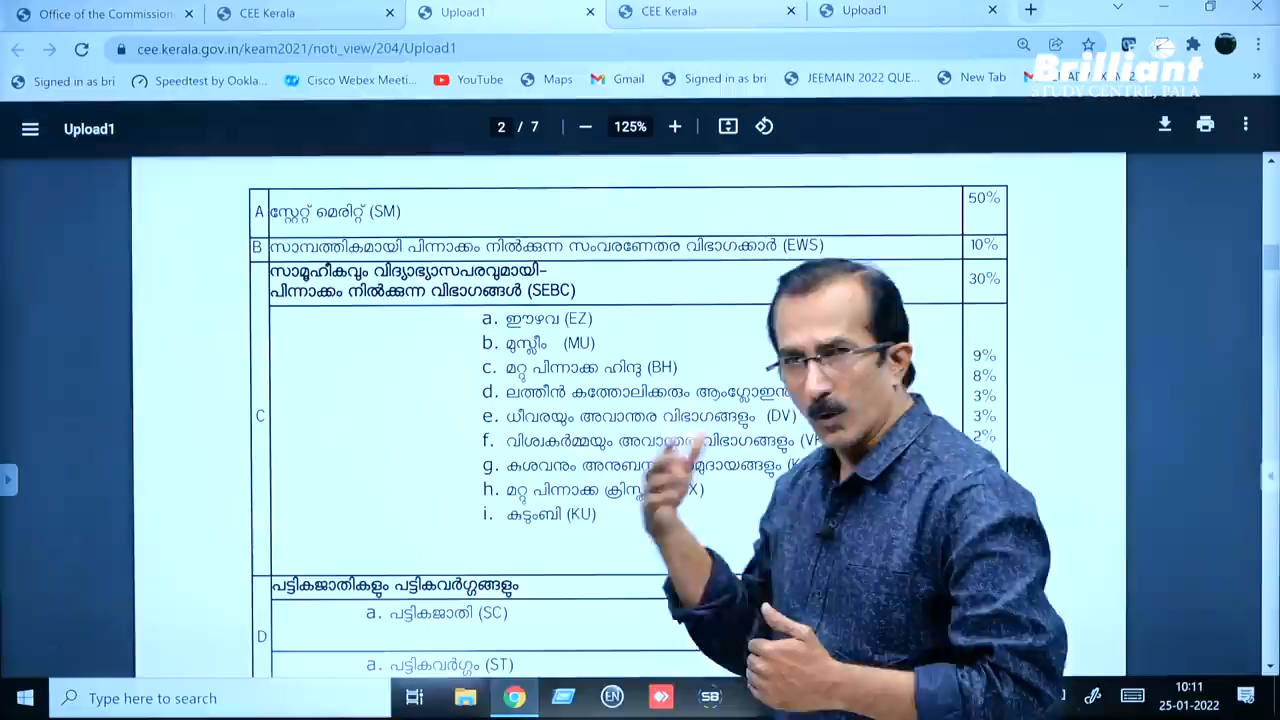 Office of the Commission
CEE Kerala
Upload1
CEE Kerala
Upload1
cee.kerala.gov.in/keam2021/noti_view/204/Upload1
Signed in as bri
Speedtest by Ookla...
Cisco Webex Meeti...
YouTube
Maps
Gmail
Signed in as bri
JEEMAIN 2022 QUE...
New Tab
Brilliant
STUDY CENTRE, PALA
Upload1
2 / 7
125%
A സ്റ്റേറ്റ് മെരിറ്റ് (SM) 50%
B സാമ്പത്തികമായി പിന്നാക്കം നിൽക്കുന്ന സംവരണേതര വിഭാഗക്കാർ (EWS) 10%
സാമൂഹീകവും വിദ്യാഭ്യാസപരവുമായി-
പിന്നാക്കം നിൽക്കുന്ന വിഭാഗങ്ങൾ (SEBC) 30%
C
a. ഈഴവ (EZ)
b. മുസ്ലീം (MU)
c. മറ്റു പിന്നാക്ക ഹിന്ദു (BH)
d. ലത്തീൻ കത്തോലിക്കരും
e. ധീവരയും അവാന്തര വിഭാഗങ്ങളും (DV)
f. വിശ്വകർമ്മയും അവാന്തര വിഭാഗങ്ങളും
g. കുശവനും
h. മറ്റു പിന്നാക്ക
i. കുടുംബി (KU)
9%
8%
3%
3%
2%
പട്ടികജാതികളും പട്ടികവർഗ്ഗങ്ങളും
D
a. പട്ടികജാതി (SC)
a. പട്ടികവർഗ്ഗം (ST)
Type here to search
EN
SB
10:11
25-01-2022